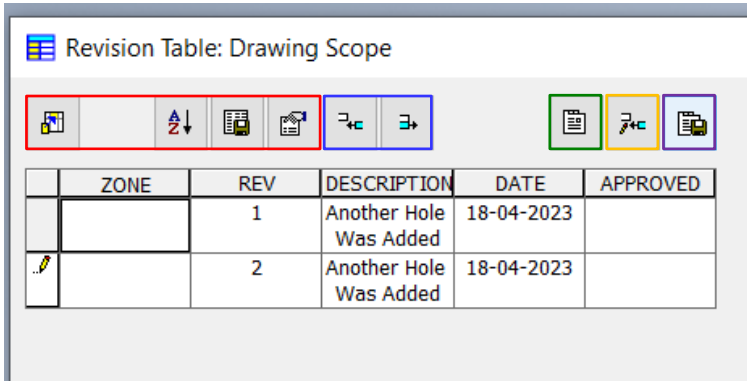 Revision Table: Drawing Scope
ZONE REV DESCRIPTION DATE APPROVED
1 Another Hole 18-04-2023
Was Added
2 Another Hole 18-04-2023
Was Added